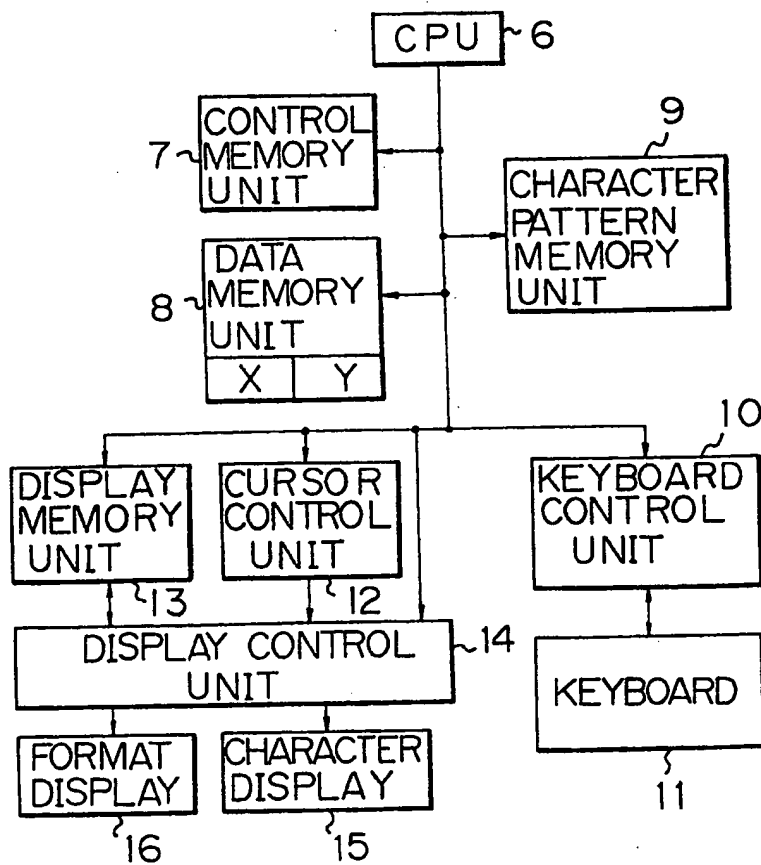 CPU
6
CONTROL
MEMORY
UNIT
7
9
CHARACTER
PATTERN
MEMORY
UNIT
DATA
MEMORY
UNIT
8
X
Y
10
DISPLAY
MEMORY
UNIT
13
CURSOR
CONTROL
UNIT
12
KEYBOARD
CONTROL
UNIT
DISPLAY CONTROL
UNIT
14
KEYBOARD
11
FORMAT
DISPLAY
16
CHARACTER
DISPLAY
15